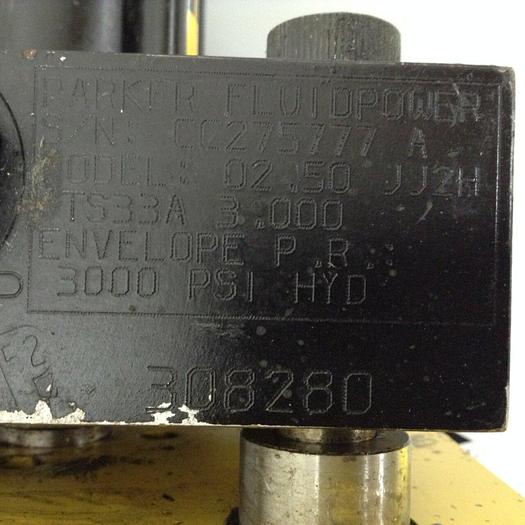 PARKER FLUIDPOWER
S/N: CC275777 A
MODEL: 02.50 JJ2H
TS33A 3.000
ENVELOPE P.R.:
3000 PSI HYD
308280